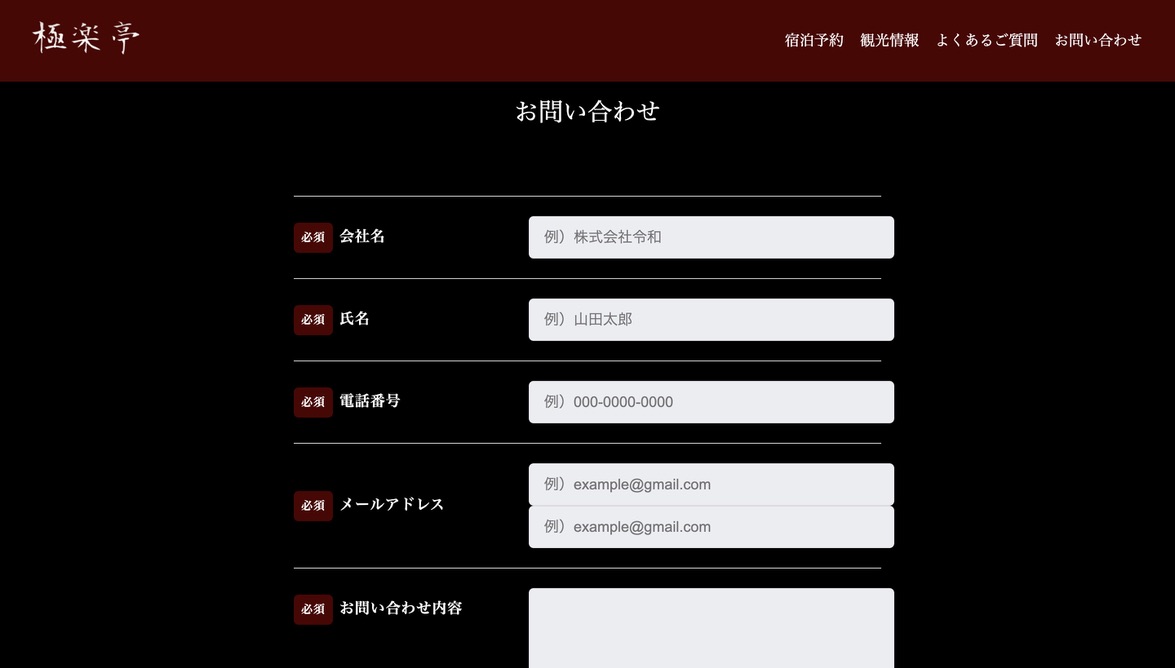 極楽亭
宿泊予約 観光情報 よくあるご質問 お問い合わせ
お問い合わせ
必須 会社名 例）株式会社令和
必須 氏名 例）山田太郎
必須 電話番号 例）000-0000-0000
例）example@gmail.com
必須 メールアドレス
例）example@gmail.com
必須 お問い合わせ内容